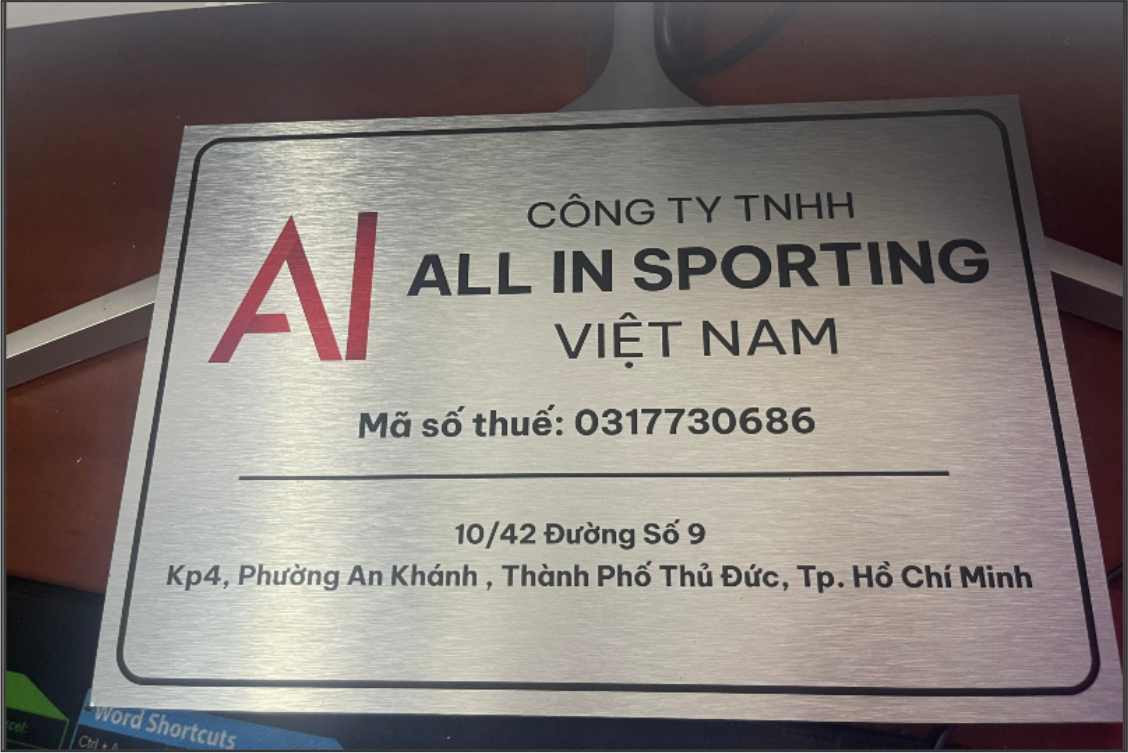 AI
CÔNG TY TNHH
ALL IN SPORTING
VIỆT NAM
Mã số thuế: 0317730686
10/42 Đường Số 9
Kp4, Phường An Khánh , Thành Phố Thủ Đức, Tp. Hồ Chí Minh
Word Shortcuts
Ctrl + A